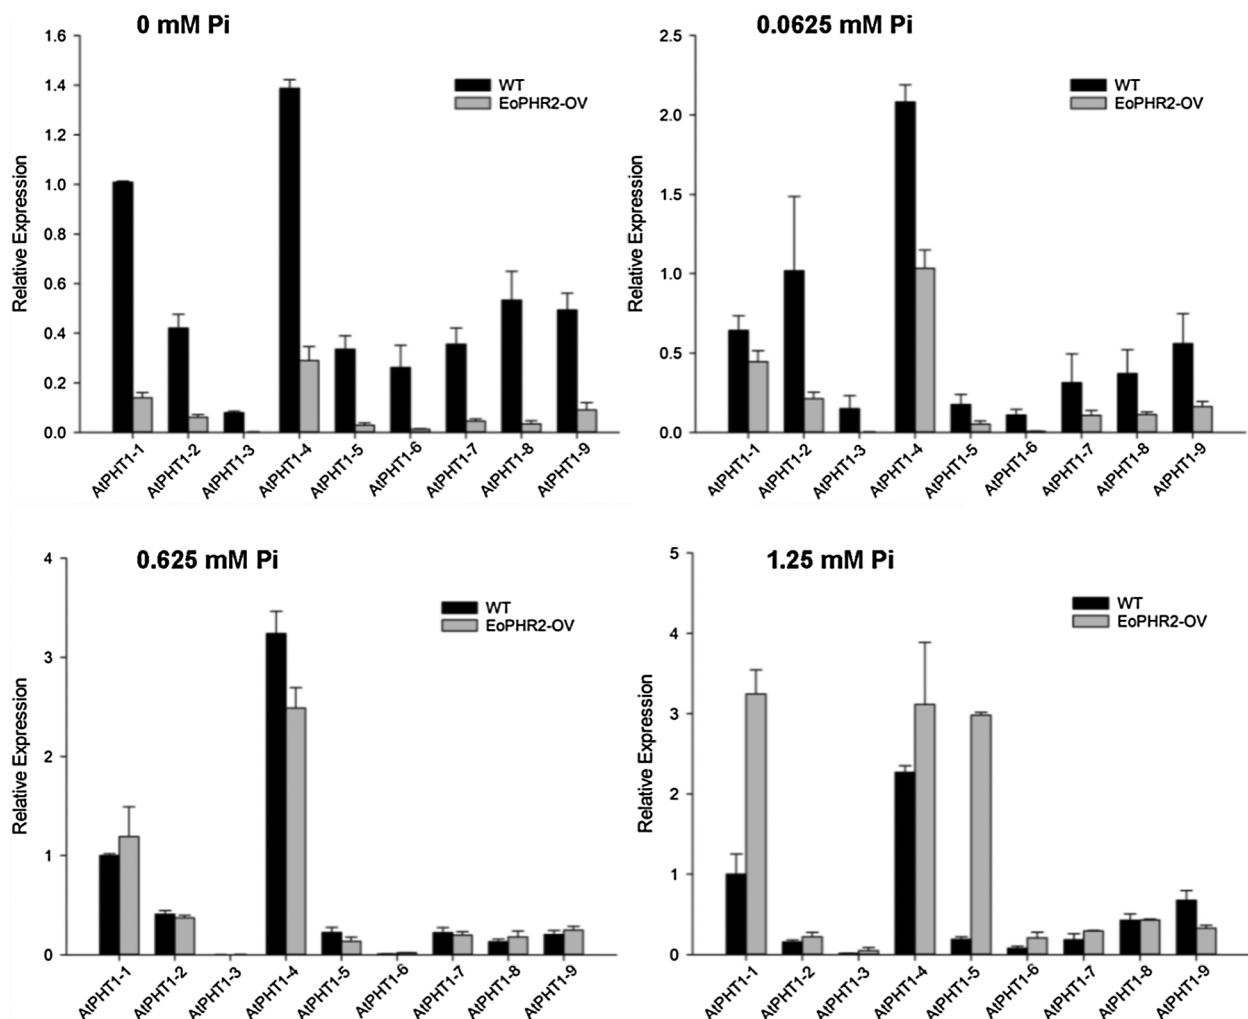 0 mM Pi
1.6
1.4
1.2
1.0
0.8
0.6
0.4
0.2
0.0
Relative Expression
WT
EoPHR2-OV
AtPHT1-1
AtPHT1-2
AtPHT1-3
AtPHT1-4
AtPHT1-5
AtPHT1-6
AtPHT1-7
AtPHT1-8
AtPHT1-9
0.0625 mM Pi
2.5
2.0
1.5
1.0
0.5
0.0
Relative Expression
WT
EoPHR2-OV
AtPHT1-1
AtPHT1-2
AtPHT1-3
AtPHT1-4
AtPHT1-5
AtPHT1-6
AtPHT1-7
AtPHT1-8
AtPHT1-9
0.625 mM Pi
4
3
2
1
0
Relative Expression
WT
EoPHR2-OV
AtPHT1-1
AtPHT1-2
AtPHT1-3
AtPHT1-4
AtPHT1-5
AtPHT1-6
AtPHT1-7
AtPHT1-8
AtPHT1-9
1.25 mM Pi
5
4
3
2
1
0
Relative Expression
WT
EoPHR2-OV
AtPHT1-1
AtPHT1-2
AtPHT1-3
AtPHT1-4
AtPHT1-5
AtPHT1-6
AtPHT1-7
AtPHT1-8
AtPHT1-9